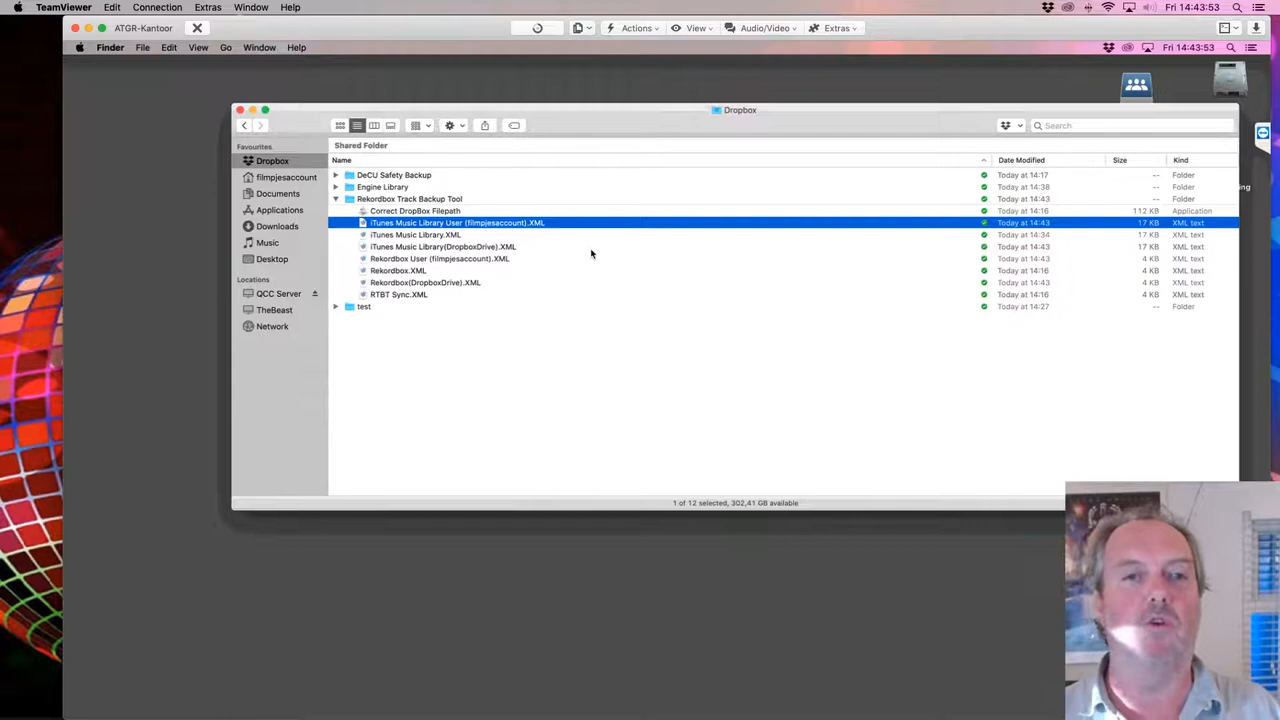 TeamViewer Edit Connection Extras Window Help Fri 14:43:53
ATGR-Kantoor Actions View Audio/Video Extras
Finder File Edit View Go Window Help Fri 14:43:53
Dropbox
Search
Favourites
Dropbox
filmpjesaccount
Documents
Applications
Downloads
Music
Desktop
Locations
QCC Server
TheBeast
Network
Shared Folder
Name Date Modified Size Kind
DeCU Safety Backup Today at 14:17 -- Folder
Engine Library Today at 14:38 -- Folder
Rekordbox Track Backup Tool Today at 14:43 -- Folder
Correct DropBox Filepath Today at 14:16 112 KB Application
iTunes Music Library User (filmpjesaccount).XML Today at 14:43 17 KB XML text
iTunes Music Library.XML Today at 14:34 17 KB XML text
iTunes Music Library(DropboxDrive).XML Today at 14:43 17 KB XML text
Rekordbox User (filmpjesaccount).XML Today at 14:43 4 KB XML text
Rekordbox.XML Today at 14:16 4 KB XML text
Rekordbox(DropboxDrive).XML Today at 14:43 4 KB XML text
RTBT Sync.XML Today at 14:16 4 KB XML text
test Today at 14:27 -- Folder
1 of 12 selected, 302,41 GB available
ing